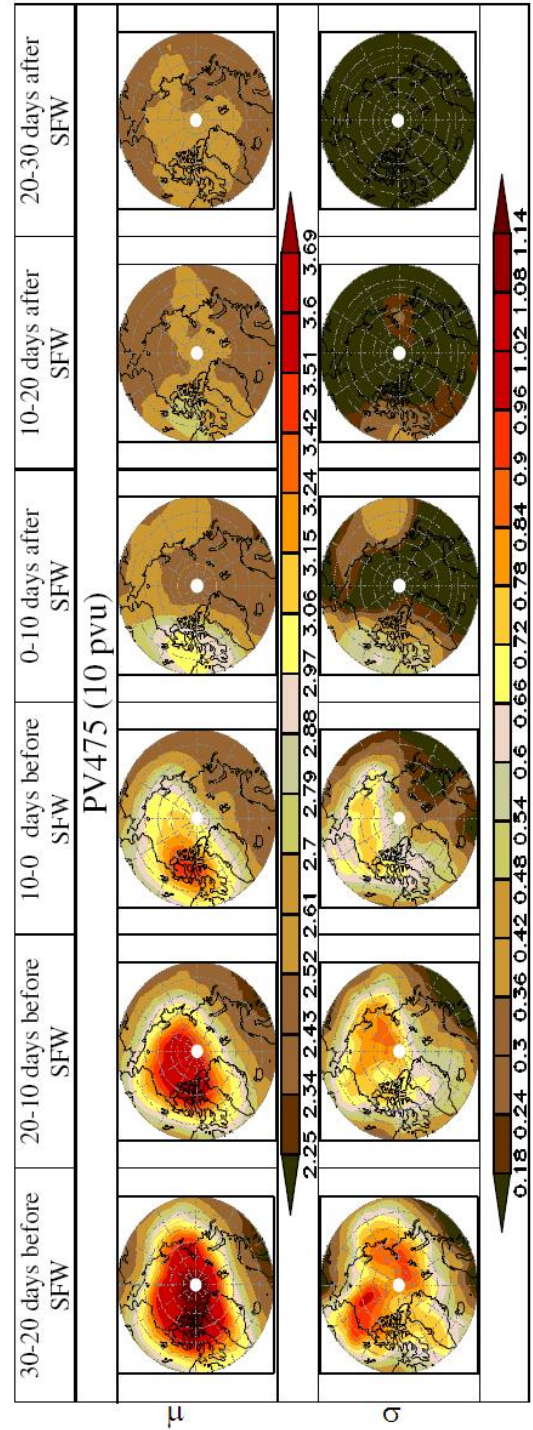 30-20 days before
SFW
20-10 days before
SFW
10-0 days before
SFW
0-10 days after
SFW
10-20 days after
SFW
20-30 days after
SFW
PV475 (10 pvu)
μ
2.25 2.34 2.43 2.52 2.61 2.7 2.79 2.88 2.97 3.06 3.15 3.24 3.42 3.51 3.6 3.69
σ
0.18 0.24 0.3 0.36 0.42 0.48 0.54 0.6 0.66 0.72 0.78 0.84 0.9 0.96 1.02 1.08 1.14